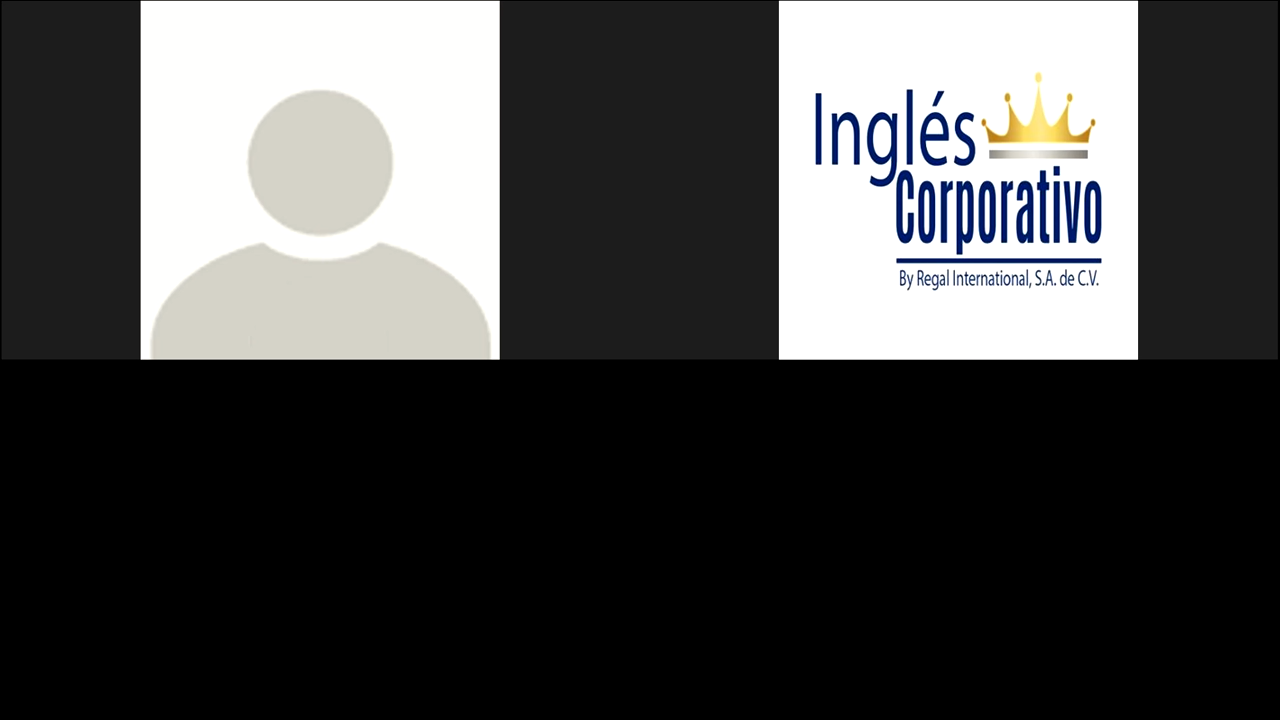 Inglés
Corporativo
By Regal International, S.A. de C.V.